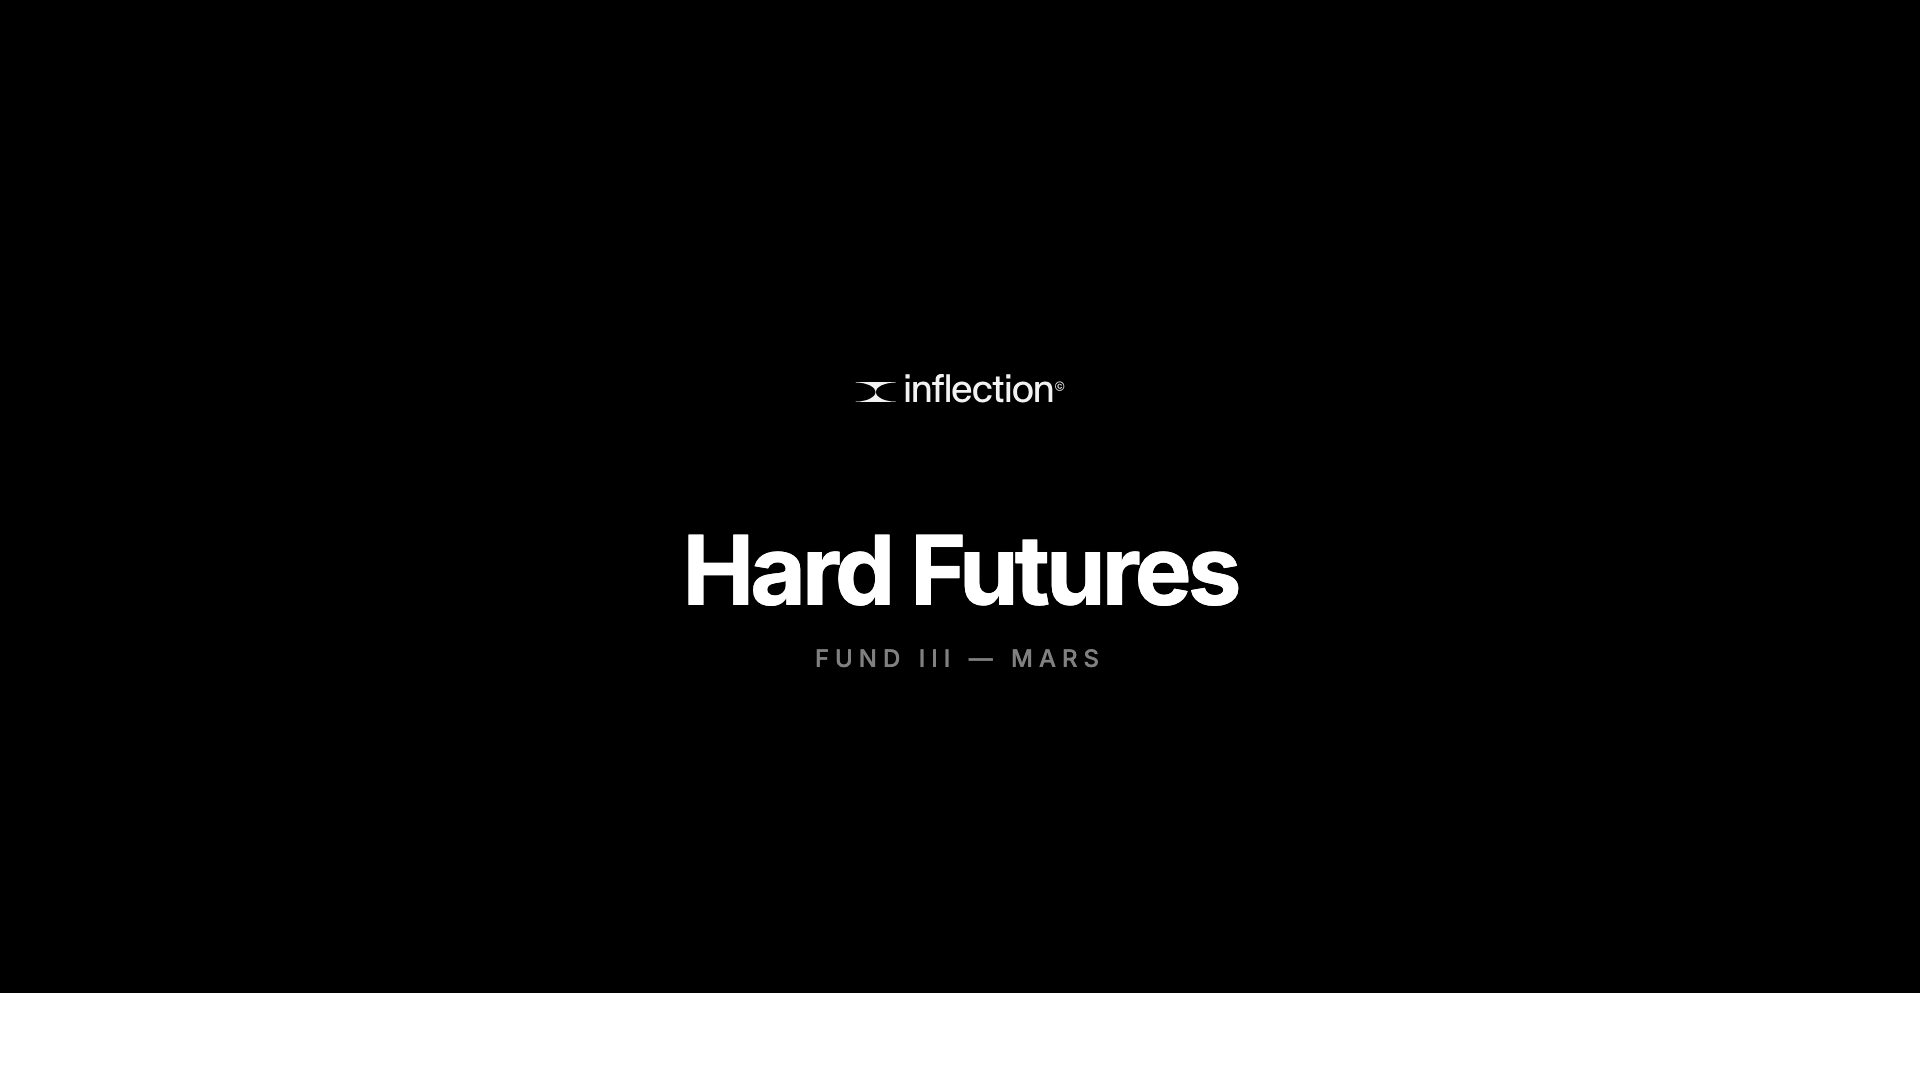 inflection©
Hard Futures
FUND III — MARS